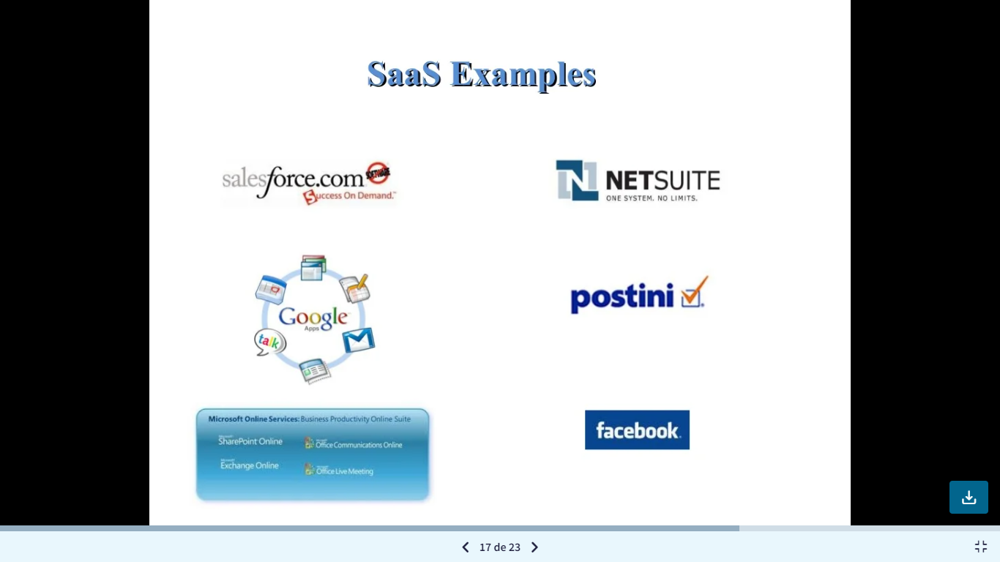 SaaS Examples
salesforce.com SOFTWARE
Success On Demand.™
NETSUITE
ONE SYSTEM. NO LIMITS.
Google™
Apps
talk
postini
Microsoft Online Services: Business Productivity Online Suite
SharePoint Online
Office Communications Online
Exchange Online
Office Live Meeting
facebook.
17 de 23